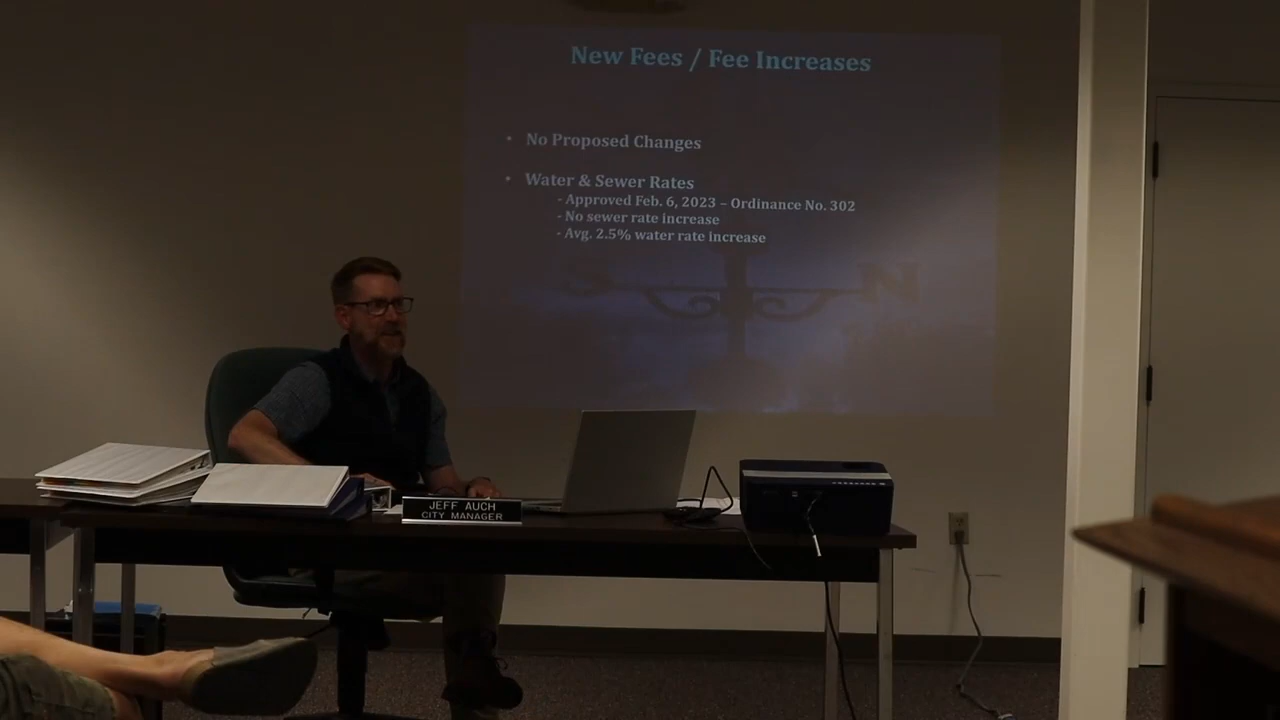 New Fees / Fee Increases
• No Proposed Changes
• Water & Sewer Rates
- Approved Feb. 6, 2023 – Ordinance No. 302
- No sewer rate increase
- Avg. 2.5% water rate increase
S N
JEFF AUCH
CITY MANAGER